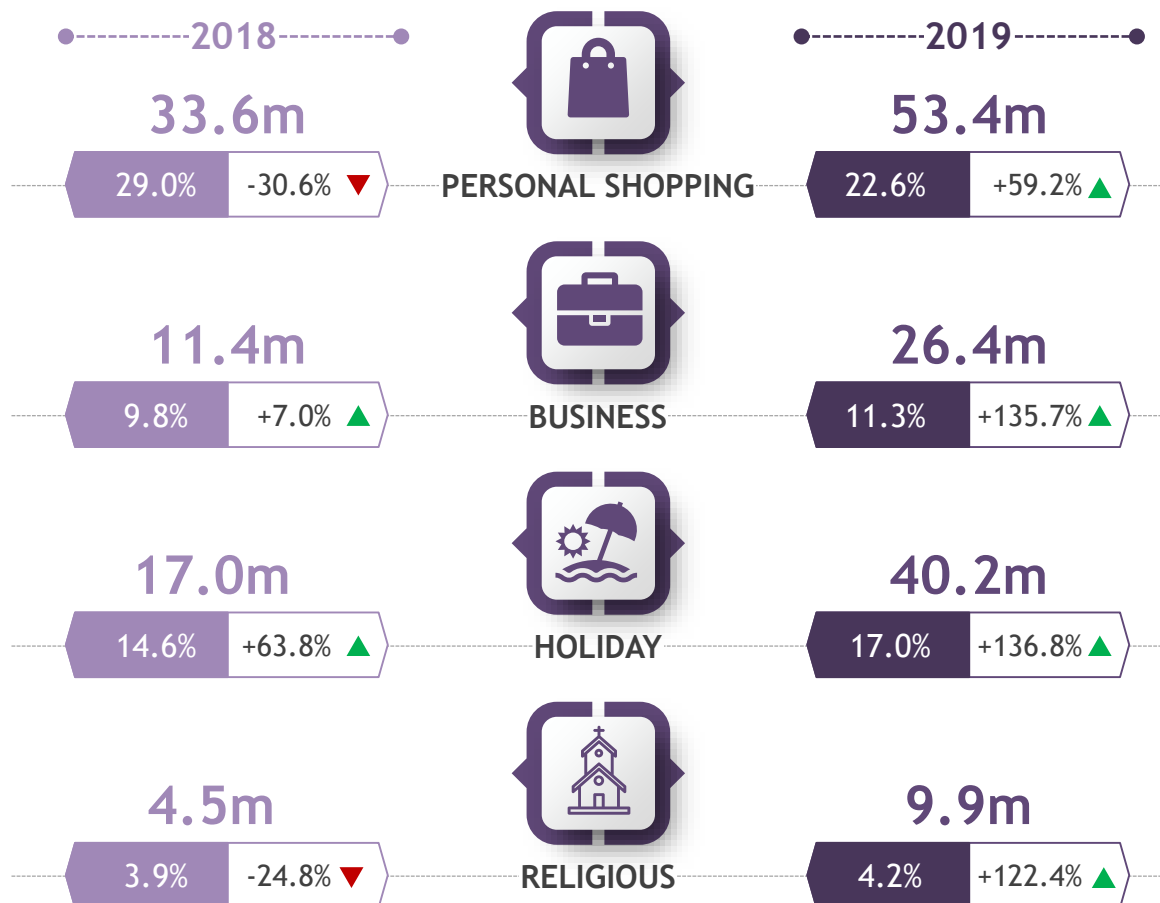 2018
2019
33.6m
53.4m
29.0% -30.6%
PERSONAL SHOPPING
22.6% +59.2%
11.4m
26.4m
9.8% +7.0%
BUSINESS
11.3% +135.7%
17.0m
40.2m
14.6% +63.8%
HOLIDAY
17.0% +136.8%
4.5m
9.9m
3.9% -24.8%
RELIGIOUS
4.2% +122.4%